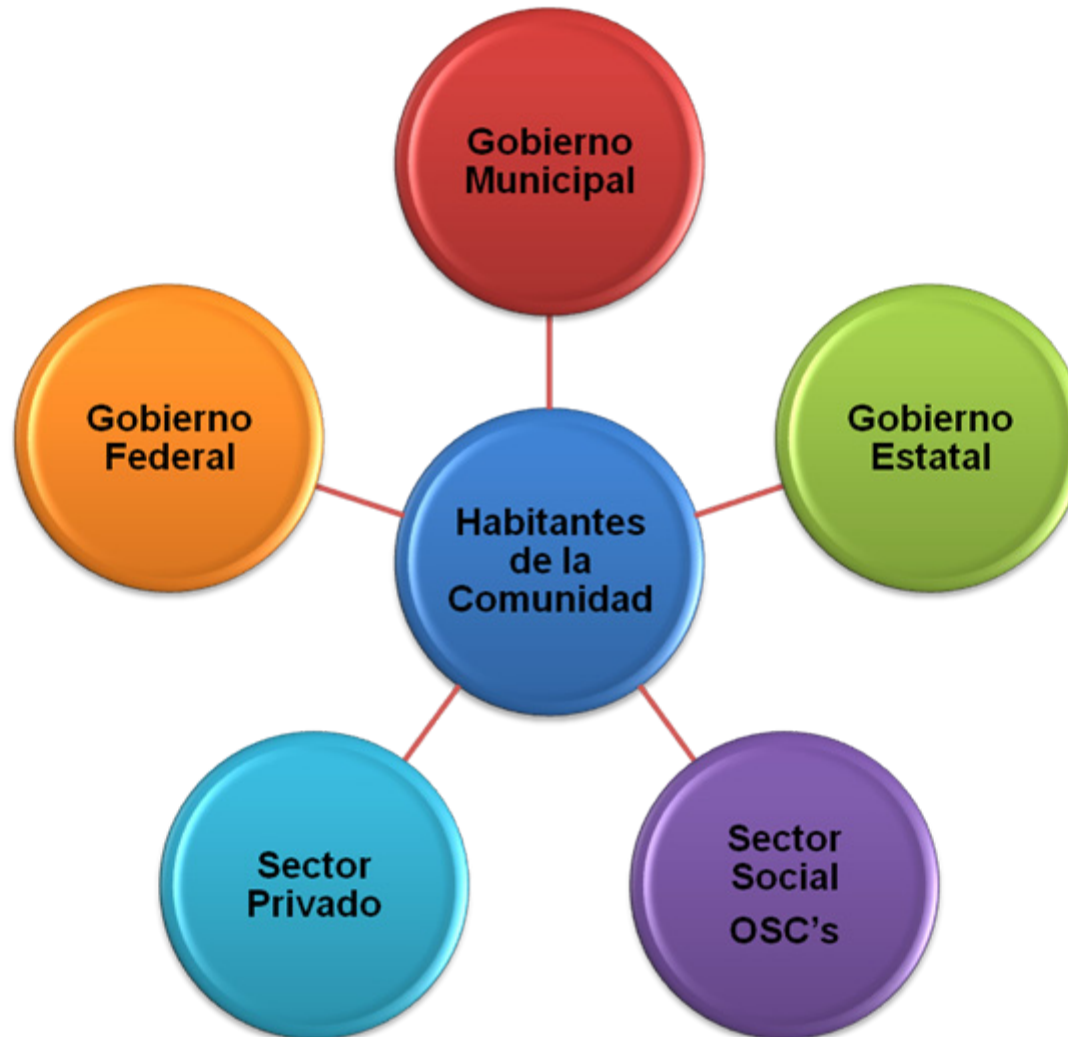 Gobierno
Municipal
Gobierno
Federal
Gobierno
Estatal
Habitantes
de la
Comunidad
Sector
Privado
Sector
Social
OSC's